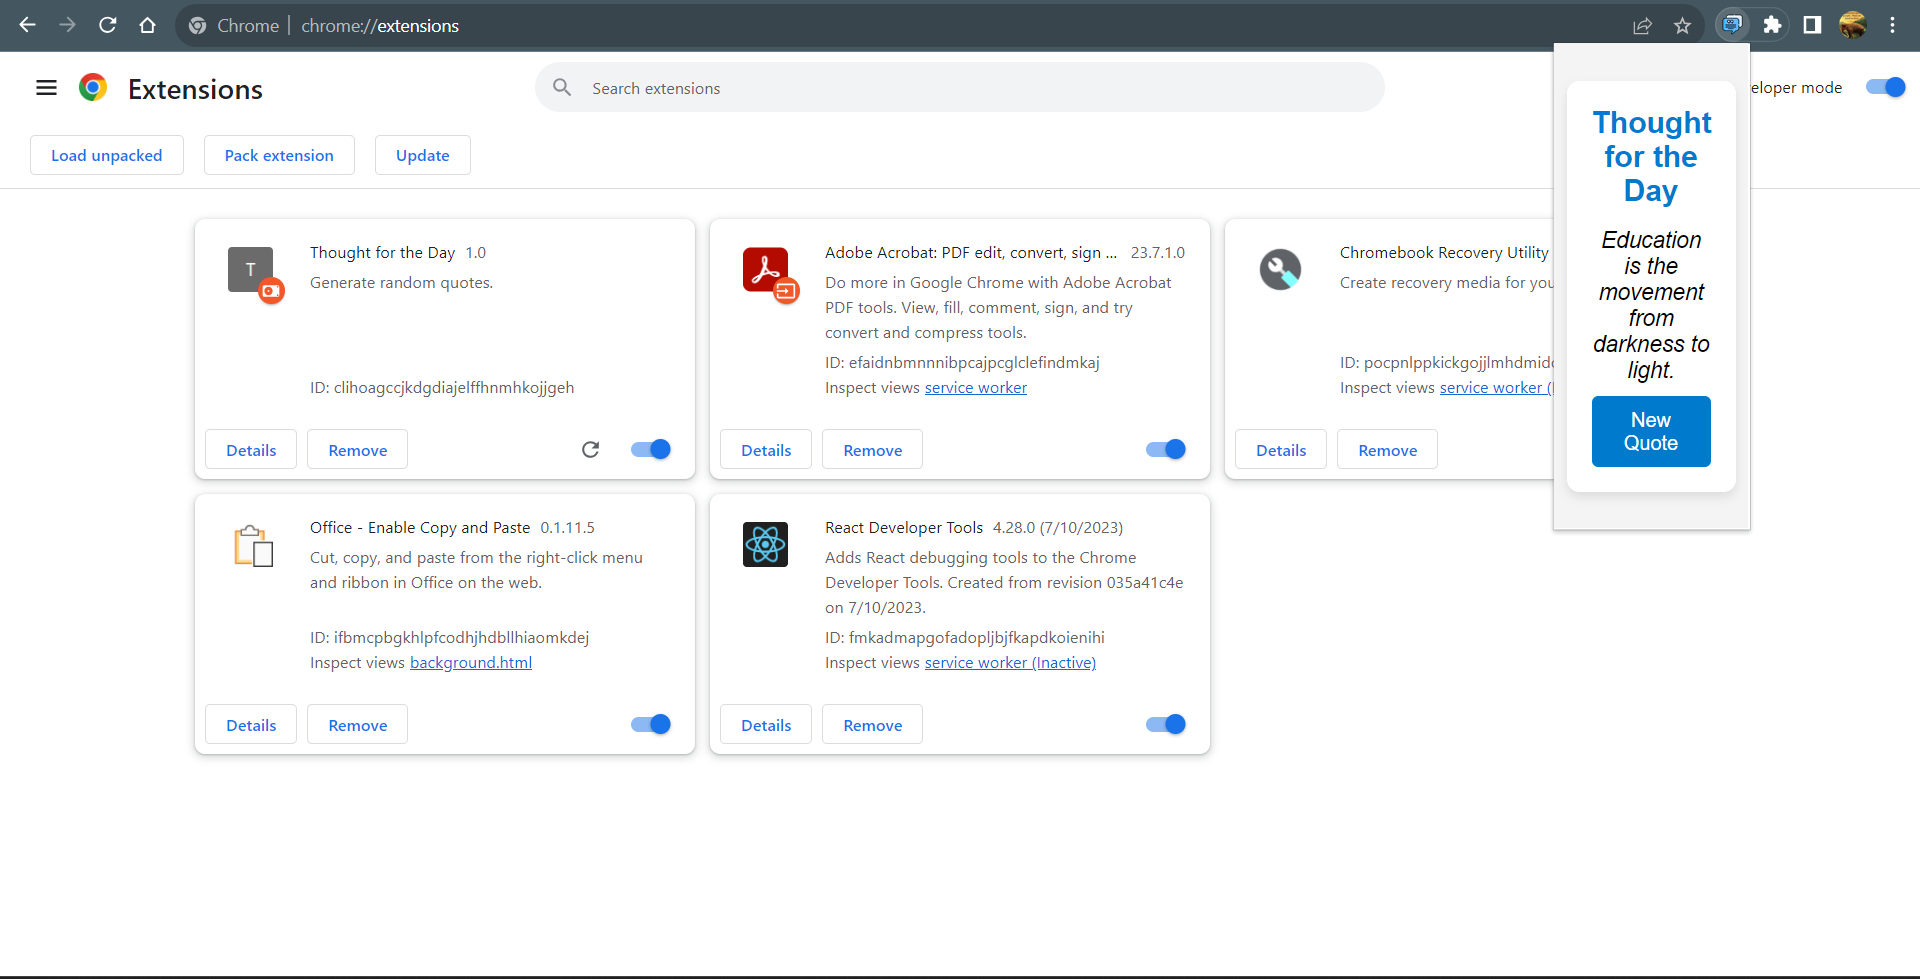 Chrome | chrome://extensions
Extensions
Search extensions
eloper mode
Load unpacked
Pack extension
Update
Thought for the Day 1.0
Generate random quotes.
ID: clihoagccjkdgdiajelffhnmhkojjgeh
Details
Remove
Adobe Acrobat: PDF edit, convert, sign ... 23.7.1.0
Do more in Google Chrome with Adobe Acrobat
PDF tools. View, fill, comment, sign, and try
convert and compress tools.
ID: efaidnbmnnnibpcajpcglclefindmkaj
Inspect views service worker
Details
Remove
Chromebook Recovery Utility
Create recovery media for you
ID: pocpnlppkickgojjlmhdmid
Inspect views service worker (
Details
Remove
Thought
for the
Day
Education
is the
movement
from
darkness to
light.
New
Quote
Office - Enable Copy and Paste 0.1.11.5
Cut, copy, and paste from the right-click menu
and ribbon in Office on the web.
ID: ifbmcpbgkhlpfcodhjhdbllhiaomkdej
Inspect views background.html
Details
Remove
React Developer Tools 4.28.0 (7/10/2023)
Adds React debugging tools to the Chrome
Developer Tools. Created from revision 035a41c4e
on 7/10/2023.
ID: fmkadmapgofadopljbjfkapdkoienihi
Inspect views service worker (Inactive)
Details
Remove
T